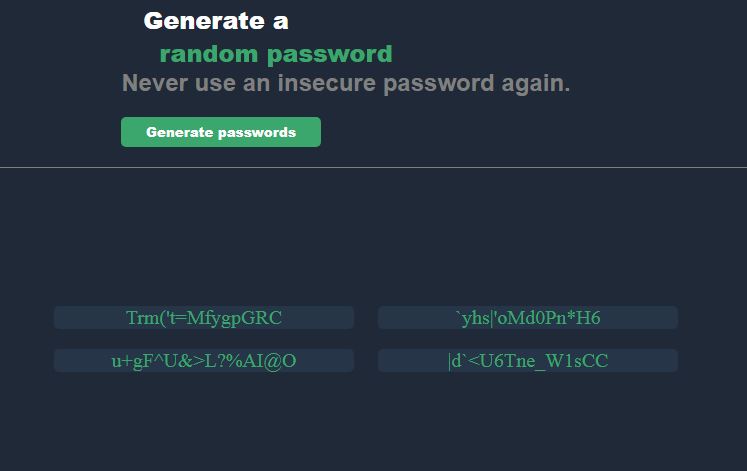 Generate a
random password
Never use an insecure password again.
Generate passwords
Trm('t=MfygpGRC
`yhs|'oMd0Pn*H6
u+gF^U&>L?%AI@O
|d`<U6Tne_W1sCC